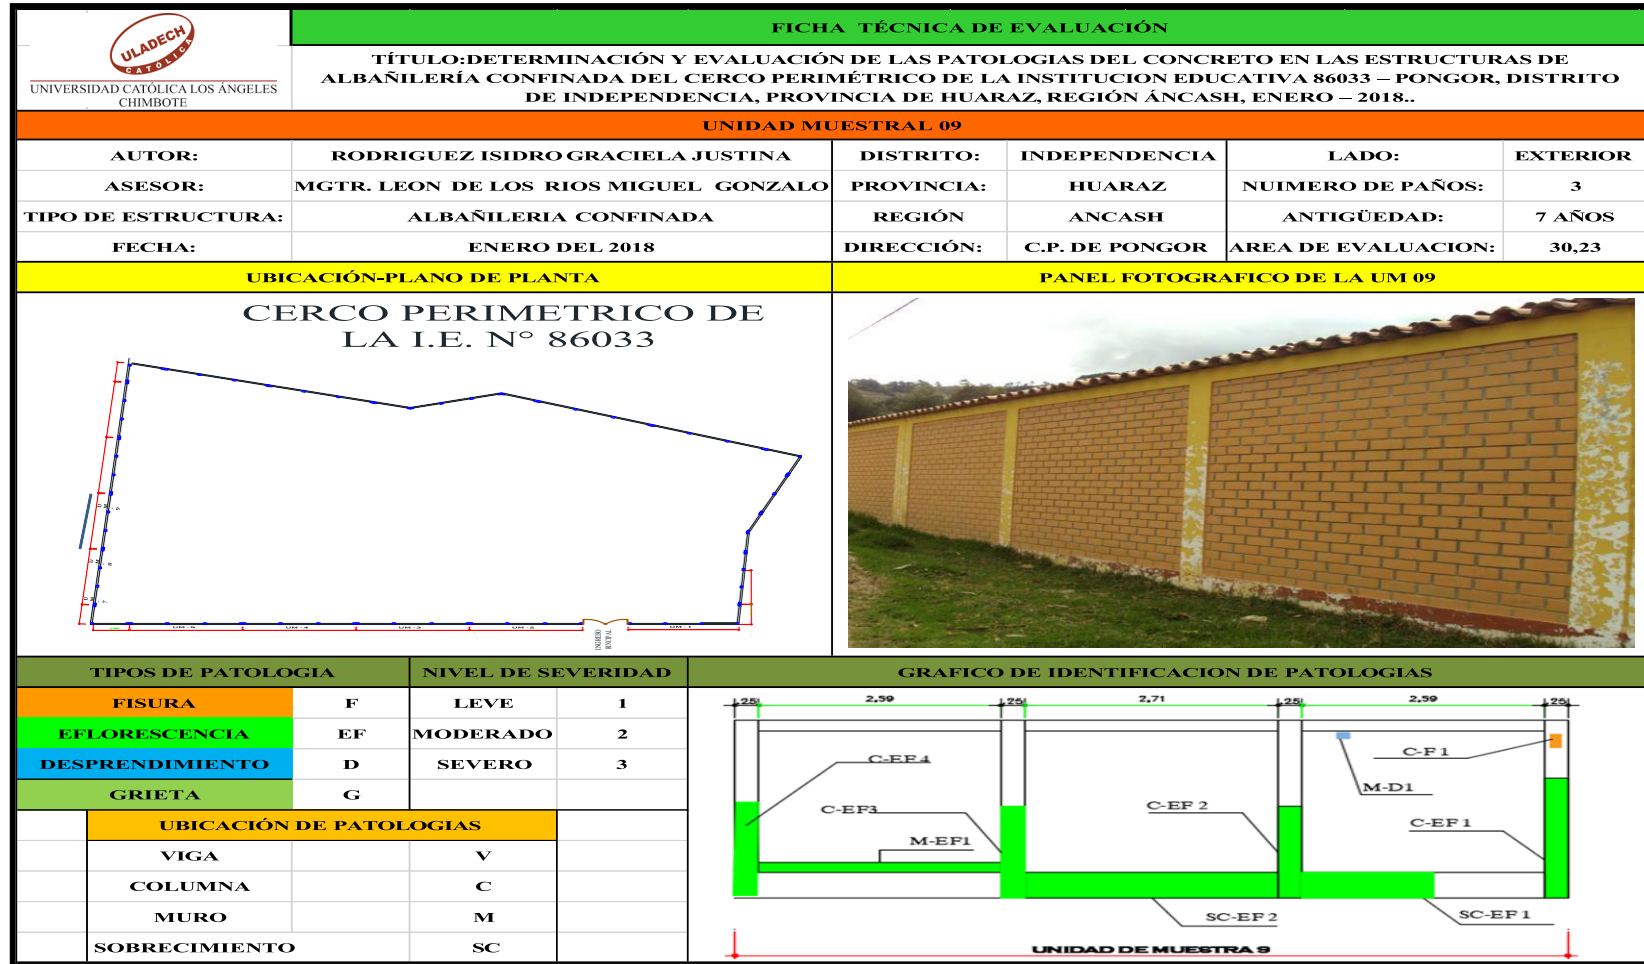 ULADECH
CATÓLICA
UNIVERSIDAD CATÓLICA LOS ÁNGELES
CHIMBOTE
FICHA TÉCNICA DE EVALUACIÓN
TÍTULO:DETERMINACIÓN Y EVALUACIÓN DE LAS PATOLOGIAS DEL CONCRETO EN LAS ESTRUCTURAS DE
ALBAÑILERÍA CONFINADA DEL CERCO PERIMÉTRICO DE LA INSTITUCION EDUCATIVA 86033 – PONGOR, DISTRITO
DE INDEPENDENCIA, PROVINCIA DE HUARAZ, REGIÓN ÁNCASH, ENERO – 2018..
UNIDAD MUESTRAL 09
AUTOR: RODRIGUEZ ISIDRO GRACIELA JUSTINA DISTRITO: INDEPENDENCIA LADO: EXTERIOR
ASESOR: MGTR. LEON DE LOS RIOS MIGUEL GONZALO PROVINCIA: HUARAZ NUIMERO DE PAÑOS: 3
TIPO DE ESTRUCTURA: ALBAÑILERIA CONFINADA REGIÓN ANCASH ANTIGÜEDAD: 7 AÑOS
FECHA: ENERO DEL 2018 DIRECCIÓN: C.P. DE PONGOR AREA DE EVALUACION: 30,23
UBICACIÓN-PLANO DE PLANTA PANEL FOTOGRAFICO DE LA UM 09
CERCO PERIMETRICO DE
LA I.E. N° 86033
INGRESO
TIPOS DE PATOLOGIA NIVEL DE SEVERIDAD GRAFICO DE IDENTIFICACION DE PATOLOGIAS
FISURA F LEVE 1
EFLORESCENCIA EF MODERADO 2
DESPRENDIMIENTO D SEVERO 3
GRIETA G
UBICACIÓN DE PATOLOGIAS
VIGA V
COLUMNA C
MURO M
SOBRECIMIENTO SC
.25 2,59 .25 2,71 .25 2,59 .25
C-EF 4
C-F 1
M-D1
C-EF3
C-EF 2
C-EF 1
M-EF1
SC-EF 2
SC-EF 1
UNIDAD DE MUESTRA 9